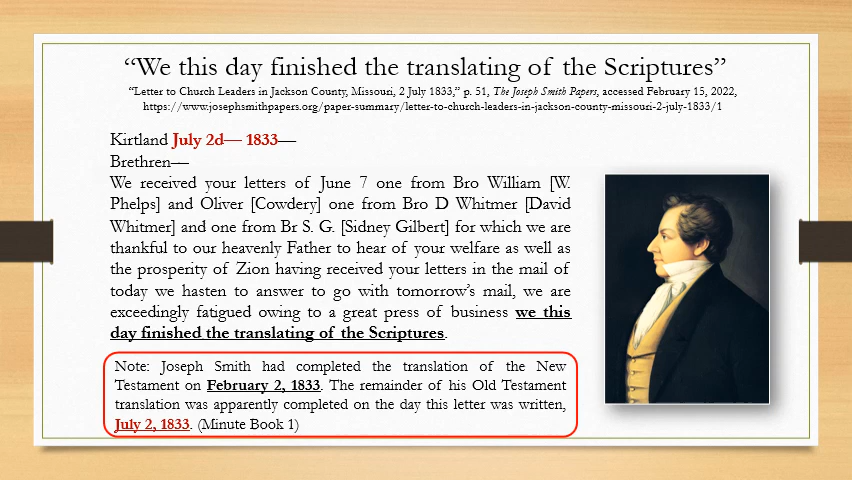 “We this day finished the translating of the Scriptures”
“Letter to Church Leaders in Jackson County, Missouri, 2 July 1833,” p. 51, The Joseph Smith Papers, accessed February 15, 2022,
https://www.josephsmithpapers.org/paper-summary/letter-to-church-leaders-in-jackson-county-missouri-2-july-1833/1
Kirtland July 2d— 1833—
Brethren—
We received your letters of June 7 one from Bro William [W.
Phelps] and Oliver [Cowdery] one from Bro D Whitmer [David
Whitmer] and one from Br S. G. [Sidney Gilbert] for which we are
thankful to our heavenly Father to hear of your welfare as well as
the prosperity of Zion having received your letters in the mail of
today we hasten to answer to go with tomorrow’s mail, we are
exceedingly fatigued owing to a great press of business we this
day finished the translating of the Scriptures.
Note: Joseph Smith had completed the translation of the New
Testament on February 2, 1833. The remainder of his Old Testament
translation was apparently completed on the day this letter was written,
July 2, 1833. (Minute Book 1)